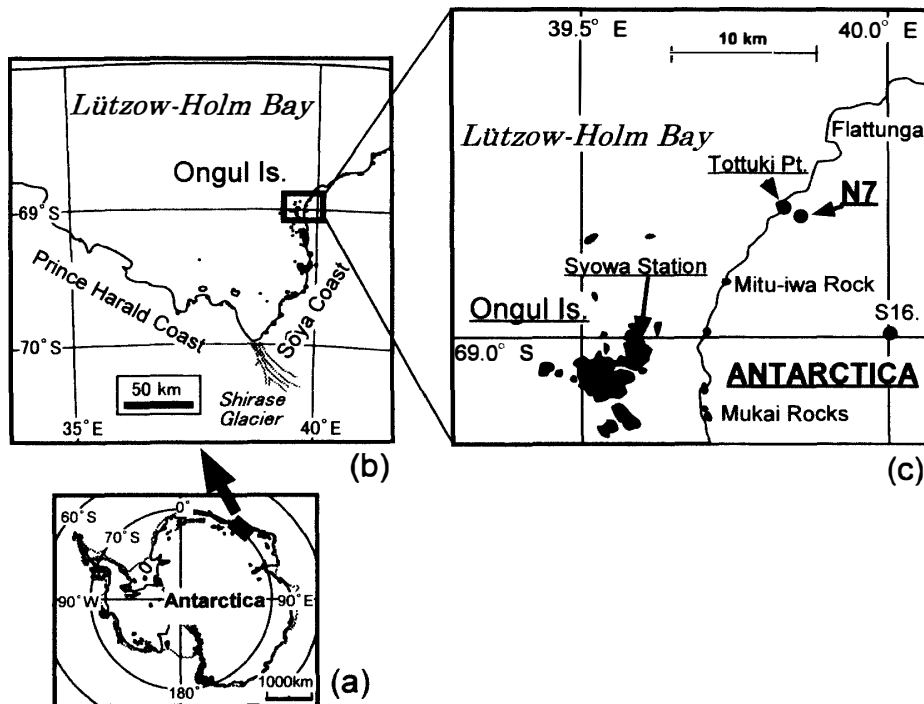 Lützow-Holm Bay
Ongul Is.
69°S
Prince Harald Coast
Sôya Coast
70°S
50 km
Shirase
Glacier
35°E
40°E
(b)
39.5° E
40.0° E
10 km
Lützow-Holm Bay
Flattunga
Tottuki Pt.
N7
Syowa Station
Mitu-iwa Rock
Ongul Is.
S16.
69.0° S
ANTARCTICA
Mukai Rocks
(c)
60°S
70°S
0°
90°W
Antarctica
90°E
180°
1000km
(a)